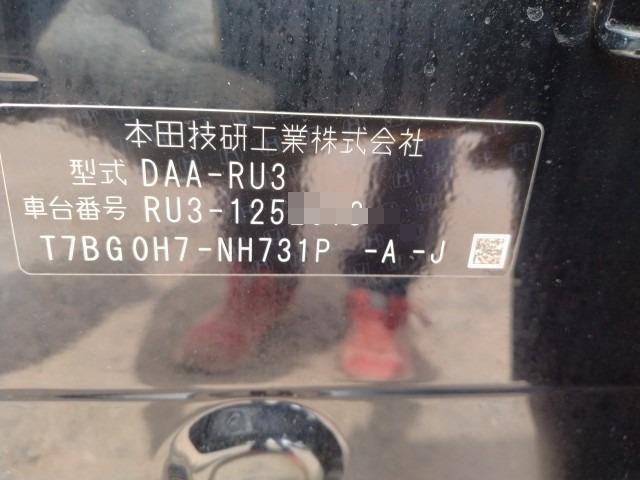 本田技研工業株式会社
型式 DAA-RU3
車台番号 RU3-125
T7BG0H7-NH731P -A -J